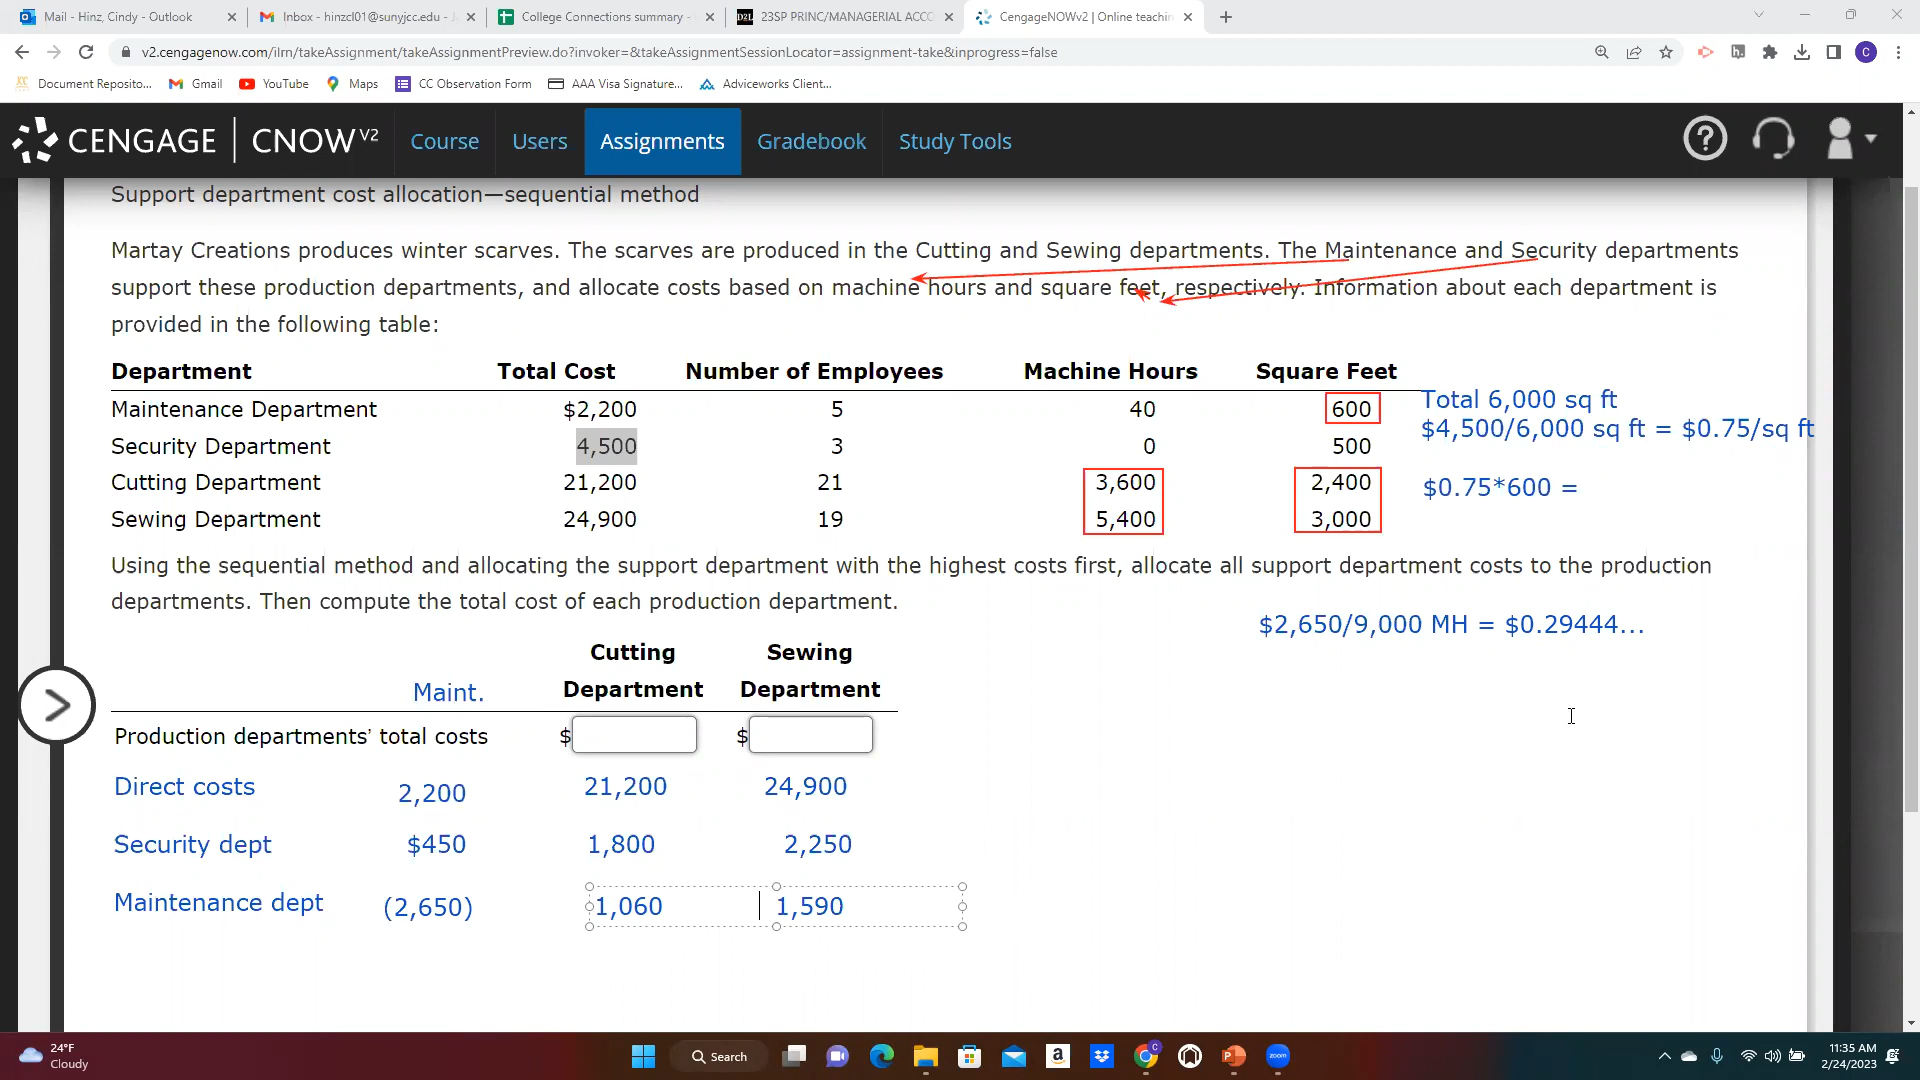 Mail - Hinz, Cindy - Outlook
Inbox - hinzcl01@sunyjcc.edu - J
College Connections summary -
D2L 23SP PRINC/MANAGERIAL ACCO
CengageNOWv2 | Online teachin
v2.cengagenow.com/ilrn/takeAssignment/takeAssignmentPreview.do?invoker=&takeAssignmentSessionLocator=assignment-take&inprogress=false
C
Document Reposito... Gmail YouTube Maps CC Observation Form AAA Visa Signature... Adviceworks Client...
CENGAGE | CNOWV2 Course Users Assignments Gradebook Study Tools ?
Support department cost allocation—sequential method
Martay Creations produces winter scarves. The scarves are produced in the Cutting and Sewing departments. The Maintenance and Security departments
support these production departments, and allocate costs based on machine hours and square feet, respectively. Information about each department is
provided in the following table:
Department Total Cost Number of Employees Machine Hours Square Feet
Maintenance Department $2,200 5 40 600 Total 6,000 sq ft
$4,500/6,000 sq ft = $0.75/sq ft
Security Department 4,500 3 0 500
Cutting Department 21,200 21 3,600 2,400 $0.75*600 =
Sewing Department 24,900 19 5,400 3,000
Using the sequential method and allocating the support department with the highest costs first, allocate all support department costs to the production
departments. Then compute the total cost of each production department.
$2,650/9,000 MH = $0.29444...
Cutting Sewing
Maint. Department Department
Production departments' total costs $ $
Direct costs 2,200 21,200 24,900
Security dept $450 1,800 2,250
Maintenance dept (2,650) 1,060 1,590
24°F
Cloudy
Search
a
C
zoom
11:35 AM
2/24/2023